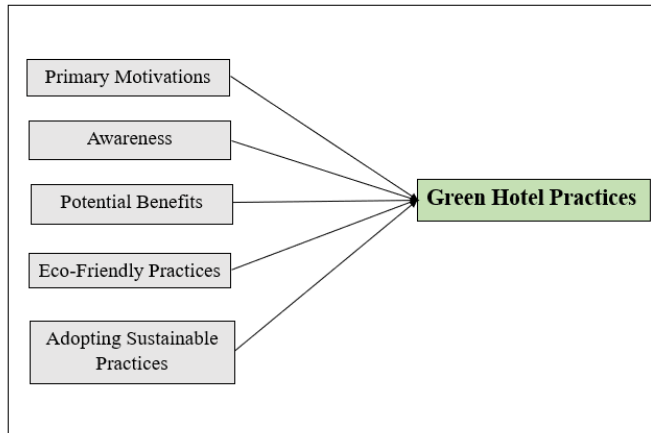 Primary Motivations
Awareness
Potential Benefits
Green Hotel Practices
Eco-Friendly Practices
Adopting Sustainable
Practices